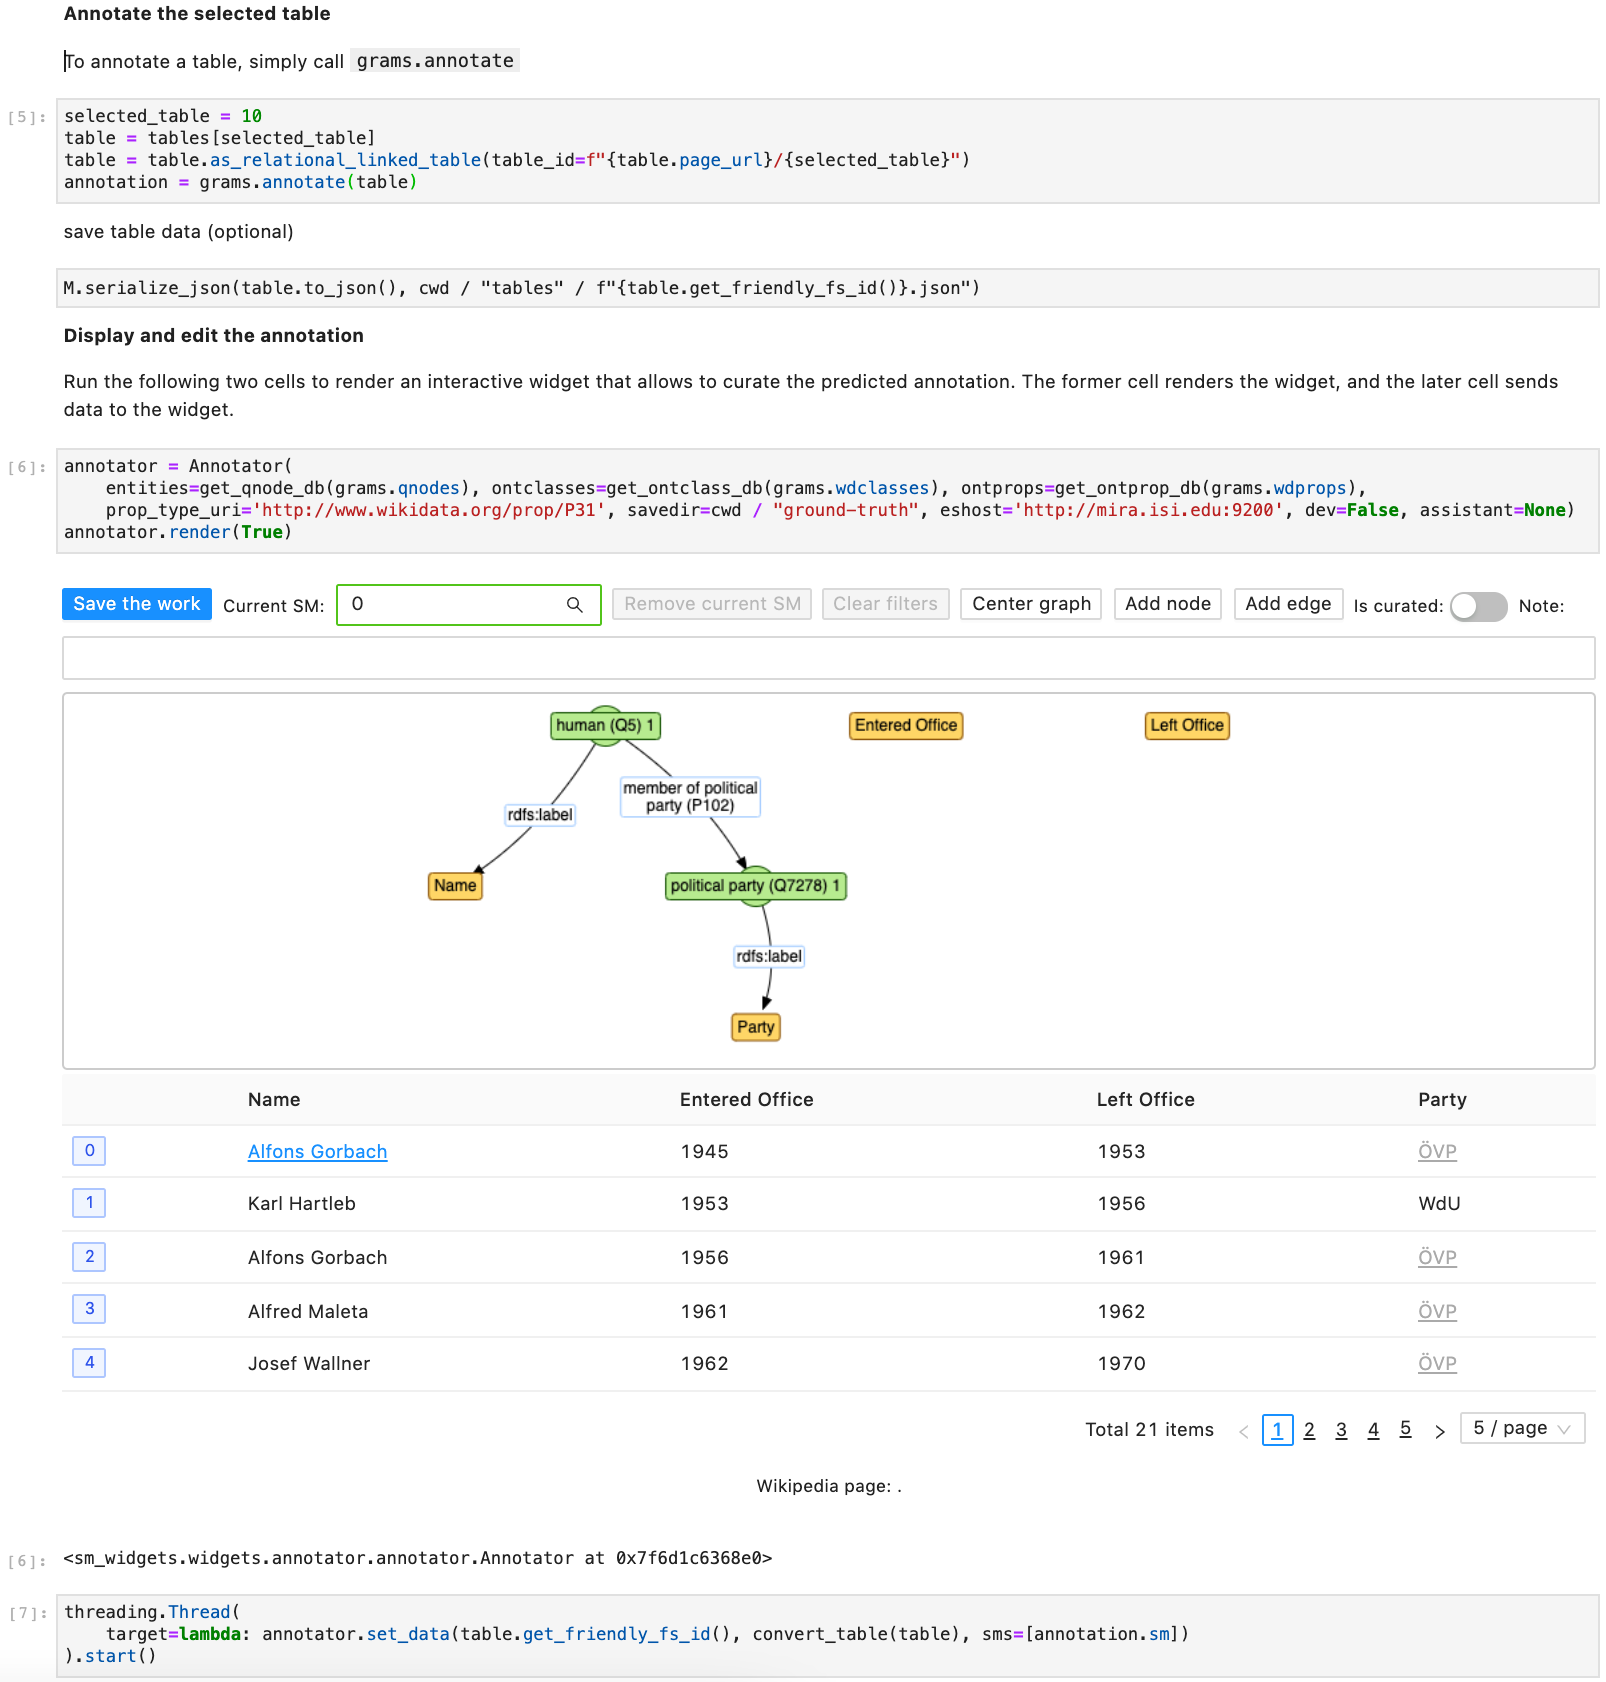 Annotate the selected table
To annotate a table, simply call grams.annotate
[5]:
selected_table = 10
table = tables[selected_table]
table = table.as_relational_linked_table(table_id=f"{table.page_url}/{selected_table}")
annotation = grams.annotate(table)
save table data (optional)
M.serialize_json(table.to_json(), cwd / "tables" / f"{table.get_friendly_fs_id()}.json")
Display and edit the annotation
Run the following two cells to render an interactive widget that allows to curate the predicted annotation. The former cell renders the widget, and the later cell sends
data to the widget.
[6]:
annotator = Annotator(
    entities=get_qnode_db(grams.qnodes), ontclasses=get_ontclass_db(grams.wdclasses), ontprops=get_ontprop_db(grams.wdprops),
    prop_type_uri='http://www.wikidata.org/prop/P31', savedir=cwd / "ground-truth", eshost='http://mira.isi.edu:9200', dev=False, assistant=None)
annotator.render(True)
Save the work Current SM: 0 Remove current SM Clear filters Center graph Add node Add edge Is curated: Note:
human (Q5) 1 Entered Office Left Office
member of political
party (P102)
rdfs:label
Name political party (Q7278) 1
rdfs:label
Party
Name Entered Office Left Office Party
0 Alfons Gorbach 1945 1953 ÖVP
1 Karl Hartleb 1953 1956 WdU
2 Alfons Gorbach 1956 1961 ÖVP
3 Alfred Maleta 1961 1962 ÖVP
4 Josef Wallner 1962 1970 ÖVP
Total 21 items < 1 2 3 4 5 > 5 / page
Wikipedia page: .
[6]: <sm_widgets.widgets.annotator.annotator.Annotator at 0x7f6d1c6368e0>
[7]:
threading.Thread(
    target=lambda: annotator.set_data(table.get_friendly_fs_id(), convert_table(table), sms=[annotation.sm])
).start()